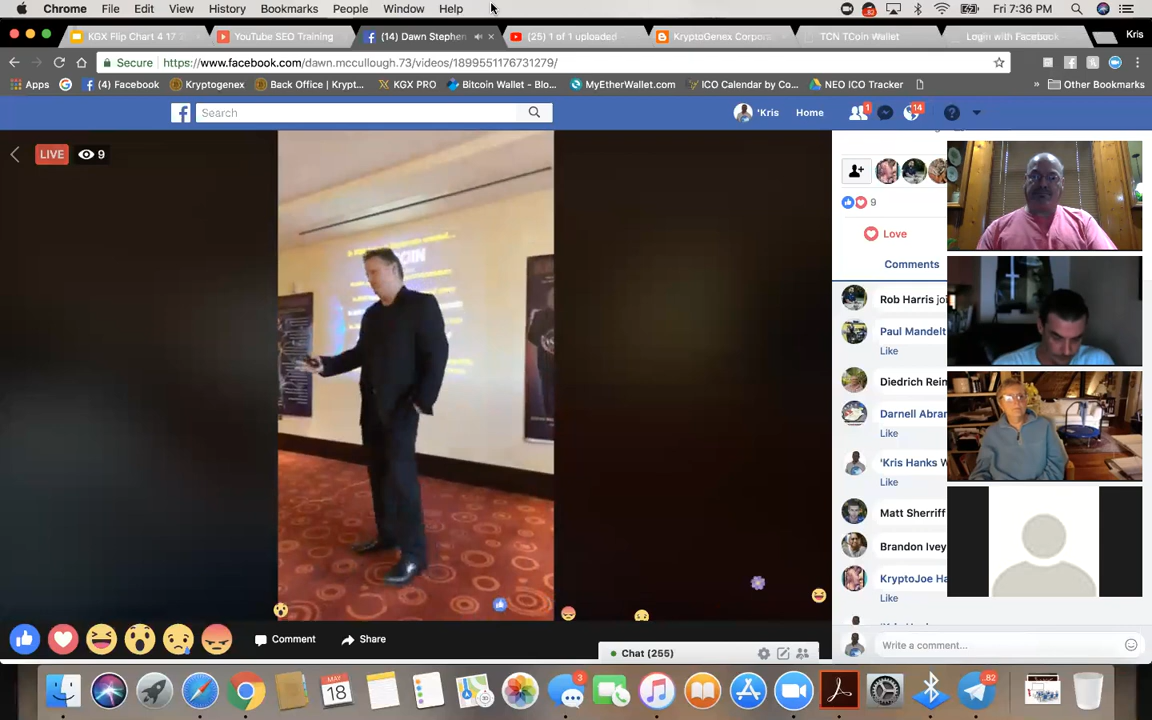 Chrome File Edit View History Bookmarks People Window Help Fri 7:36 PM
KGX Flip Chart 4 17 YouTube SEO Training (14) Dawn Stephen (25) 1 of 1 uploaded KryptoGenex Corpora TCN TCoin Wallet Login with Facebook Kris
Secure https://www.facebook.com/dawn.mccullough.73/videos/1899551176731279/
Apps (4) Facebook Kryptogenex Back Office | Krypt... KGX PRO Bitcoin Wallet - Blo... MyEtherWallet.com ICO Calendar by Co... NEO ICO Tracker » Other Bookmarks
Search 'Kris Home 1 14
LIVE 9
9
Love
Comments
Rob Harris joi
Paul Mandelt
Like
Diedrich Rein
Darnell Abran
Like
'Kris Hanks W
Like
Matt Sherriff
Brandon Ivey
KryptoJoe Ha
Like
Comment Share
Chat (255)
Write a comment...
MAY 18 3 82